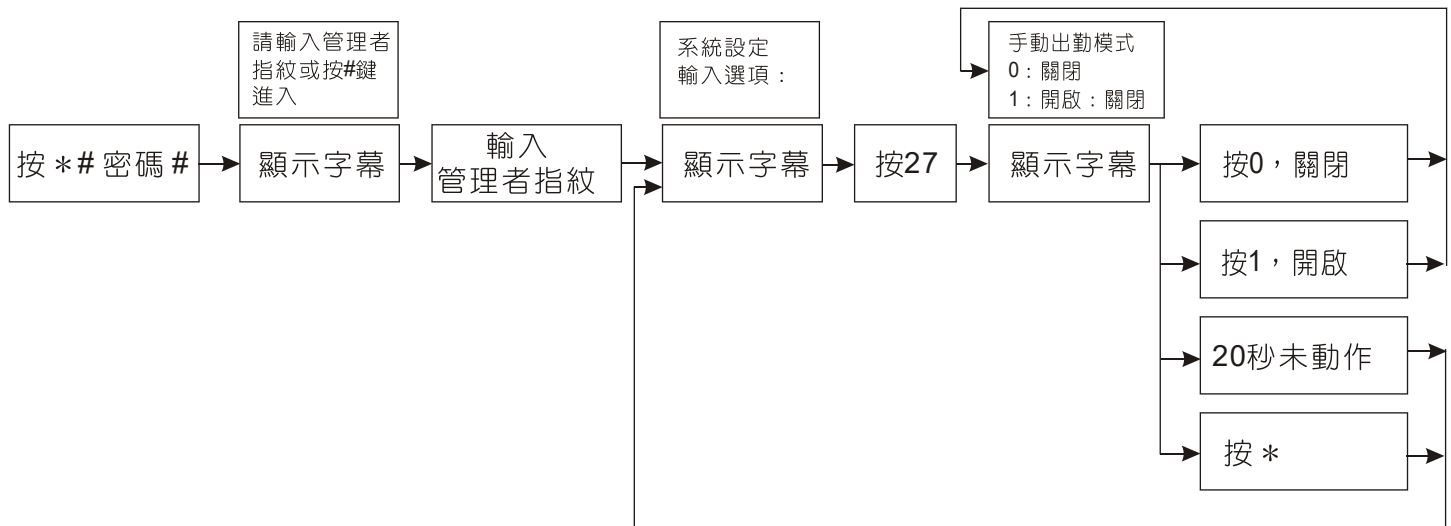 請輸入管理者
指紋或按#鍵
進入
系統設定
輸入選項：
手動出勤模式
0：關閉
1：開啟：關閉
按＊#密碼#
顯示字幕
輸入
管理者指紋
顯示字幕
按27
顯示字幕
按0，關閉
按1，開啟
20秒未動作
按＊